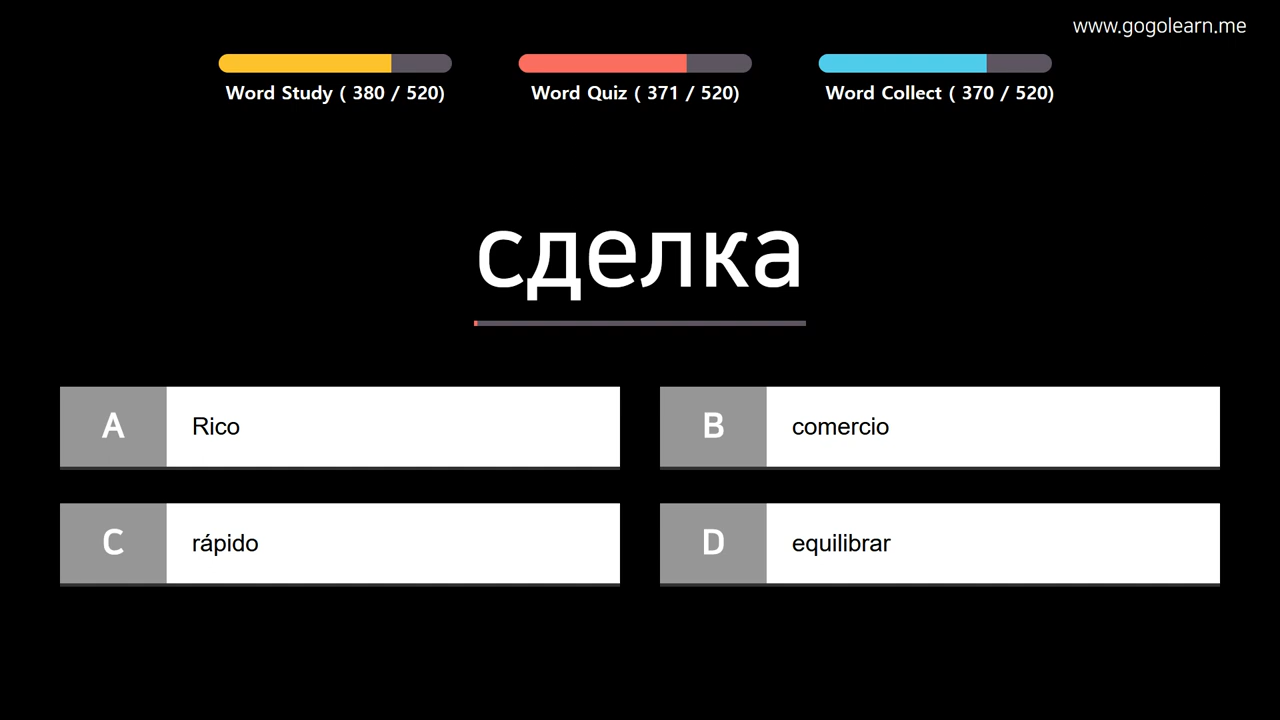 www.gogolearn.me
Word Study ( 380 / 520)
Word Quiz ( 371 / 520)
Word Collect ( 370 / 520)
сделка
A
Rico
B
comercio
C
rápido
D
equilibrar